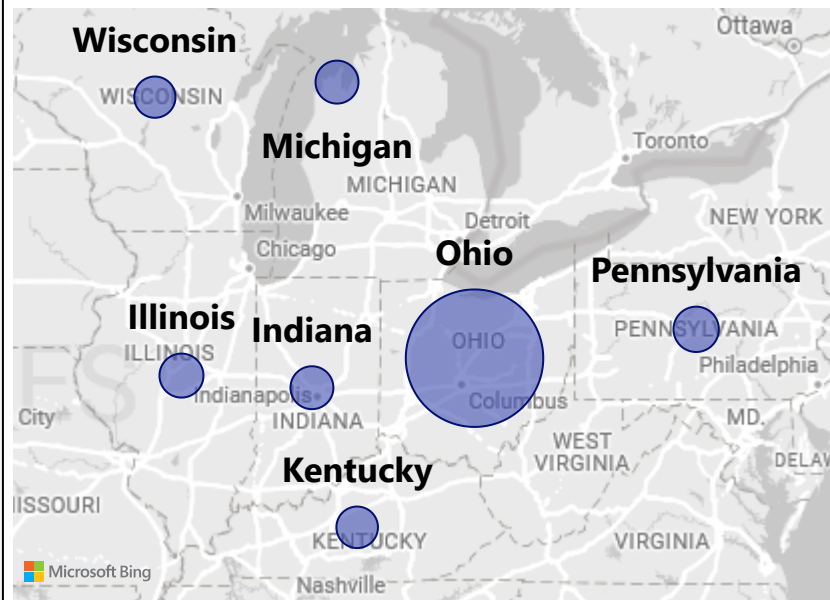 Ottawa
Wisconsin
WISCONSIN
Michigan
Toronto
MICHIGAN
Milwaukee
NEW YORK
Detroit
Chicago
Ohio
Pennsylvania
Illinois
Indiana
OHIO
PENNSYLVANIA
ILLINOIS
Philadelphia
Indianapolis
Columbus
City
INDIANA
MD.
WEST
VIRGINIA
DELAW
Kentucky
ISSOURI
KENTUCKY
VIRGINIA
Microsoft Bing
Nashville